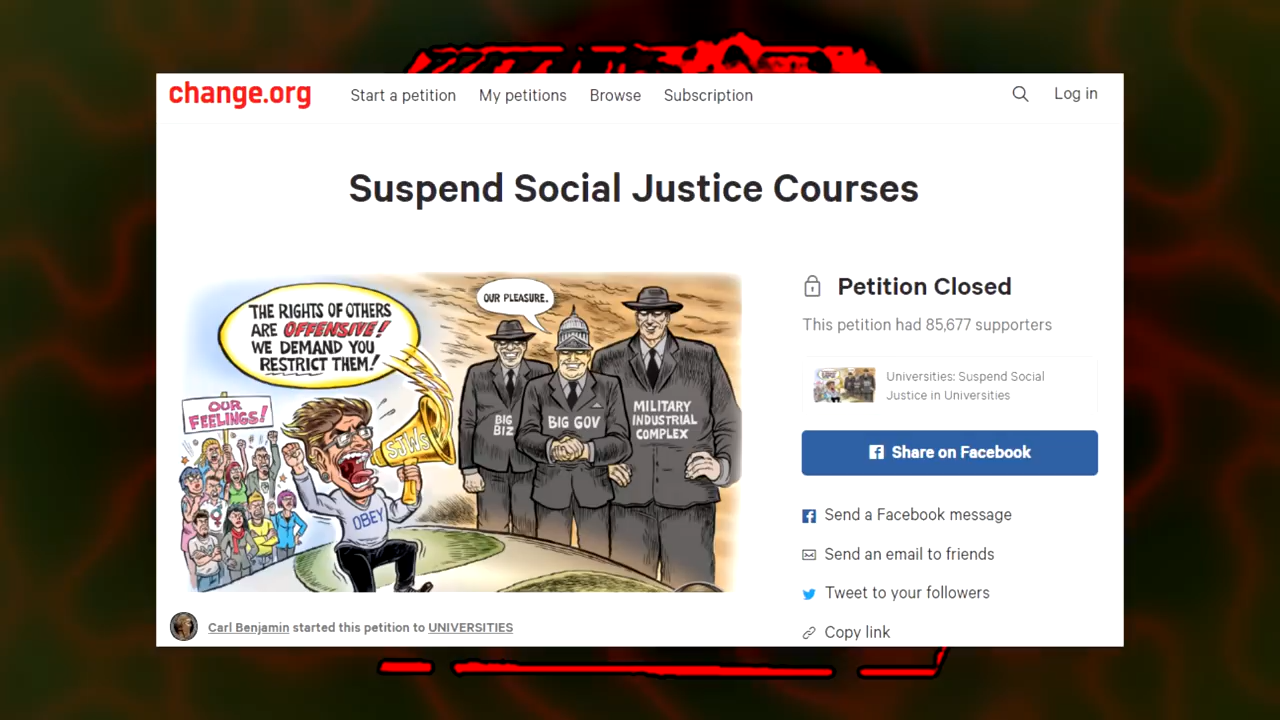 change.org
Start a petition
My petitions
Browse
Subscription
Log in
Suspend Social Justice Courses
THE RIGHTS OF OTHERS
ARE OFFENSIVE!
WE DEMAND YOU
RESTRICT THEM!
OUR PLEASURE.
OUR
FEELINGS!
SJWs
OBEY
BIG
BIZ
BIG GOV
MILITARY
INDUSTRIAL
COMPLEX
Petition Closed
This petition had 85,677 supporters
Universities: Suspend Social
Justice in Universities
Share on Facebook
Send a Facebook message
Send an email to friends
Tweet to your followers
Copy link
Carl Benjamin started this petition to UNIVERSITIES